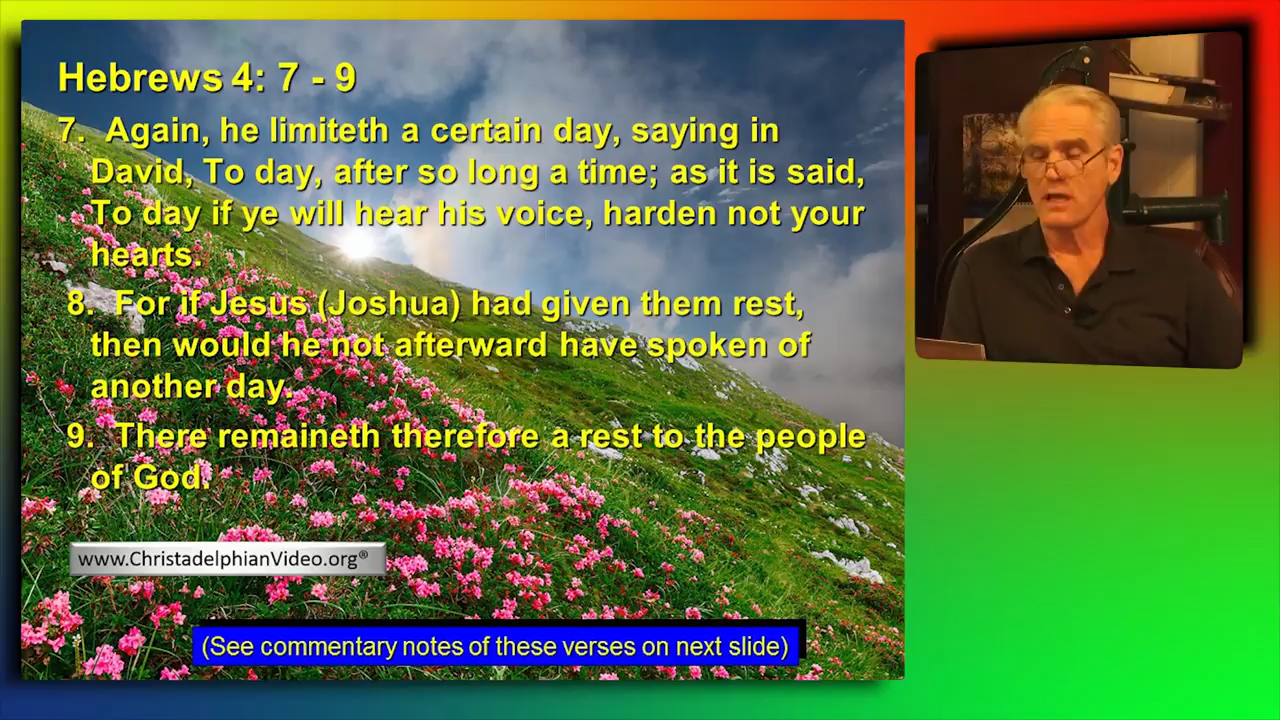 Hebrews 4: 7 - 9
7. Again, he limiteth a certain day, saying in
David, To day, after so long a time; as it is said,
To day if ye will hear his voice, harden not your
hearts.
8. For if Jesus (Joshua) had given them rest,
then would he not afterward have spoken of
another day.
9. There remaineth therefore a rest to the people
of God.
www.ChristadelphianVideo.org®
(See commentary notes of these verses on next slide)